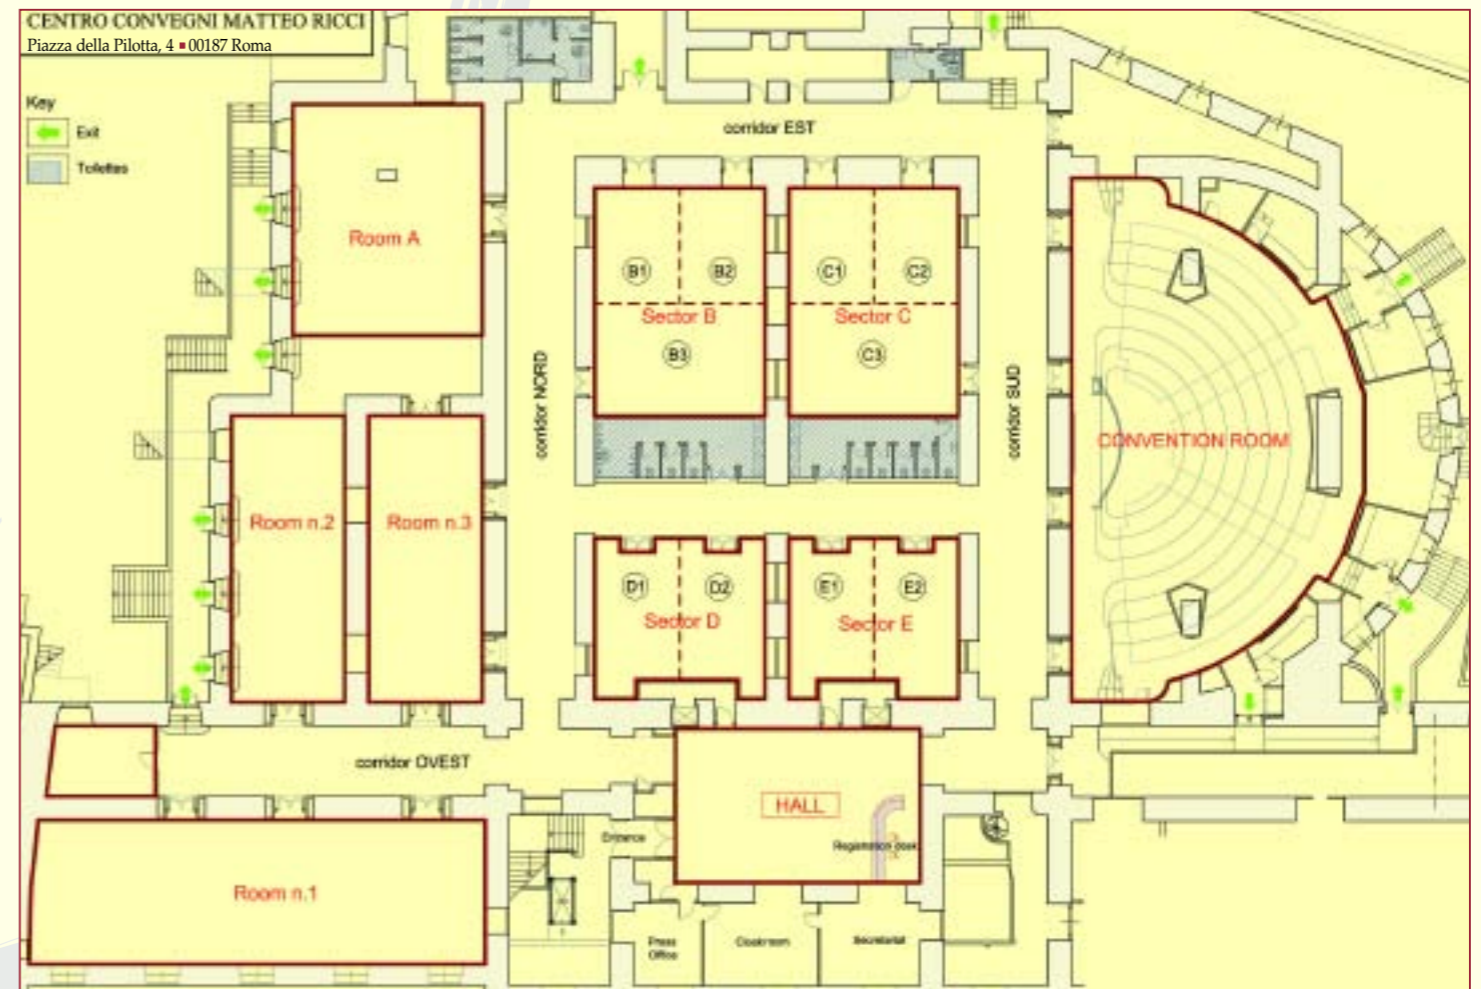 CENTRO CONVEGNI MATTEO RICCI
Piazza della Pilotta, 4 ▪ 00187 Roma
Key
Exit
Toilettes
corridor EST
Room A
B1
B2
C1
C2
Sector B
Sector C
B3
C3
corridor NORD
corridor SUD
CONVENTION ROOM
Room n.2
Room n.3
D1
D2
E1
E2
Sector D
Sector E
corridor OVEST
HALL
Entrance
Registration desk
Room n.1
Press
Office
Cloakroom
Secretariat